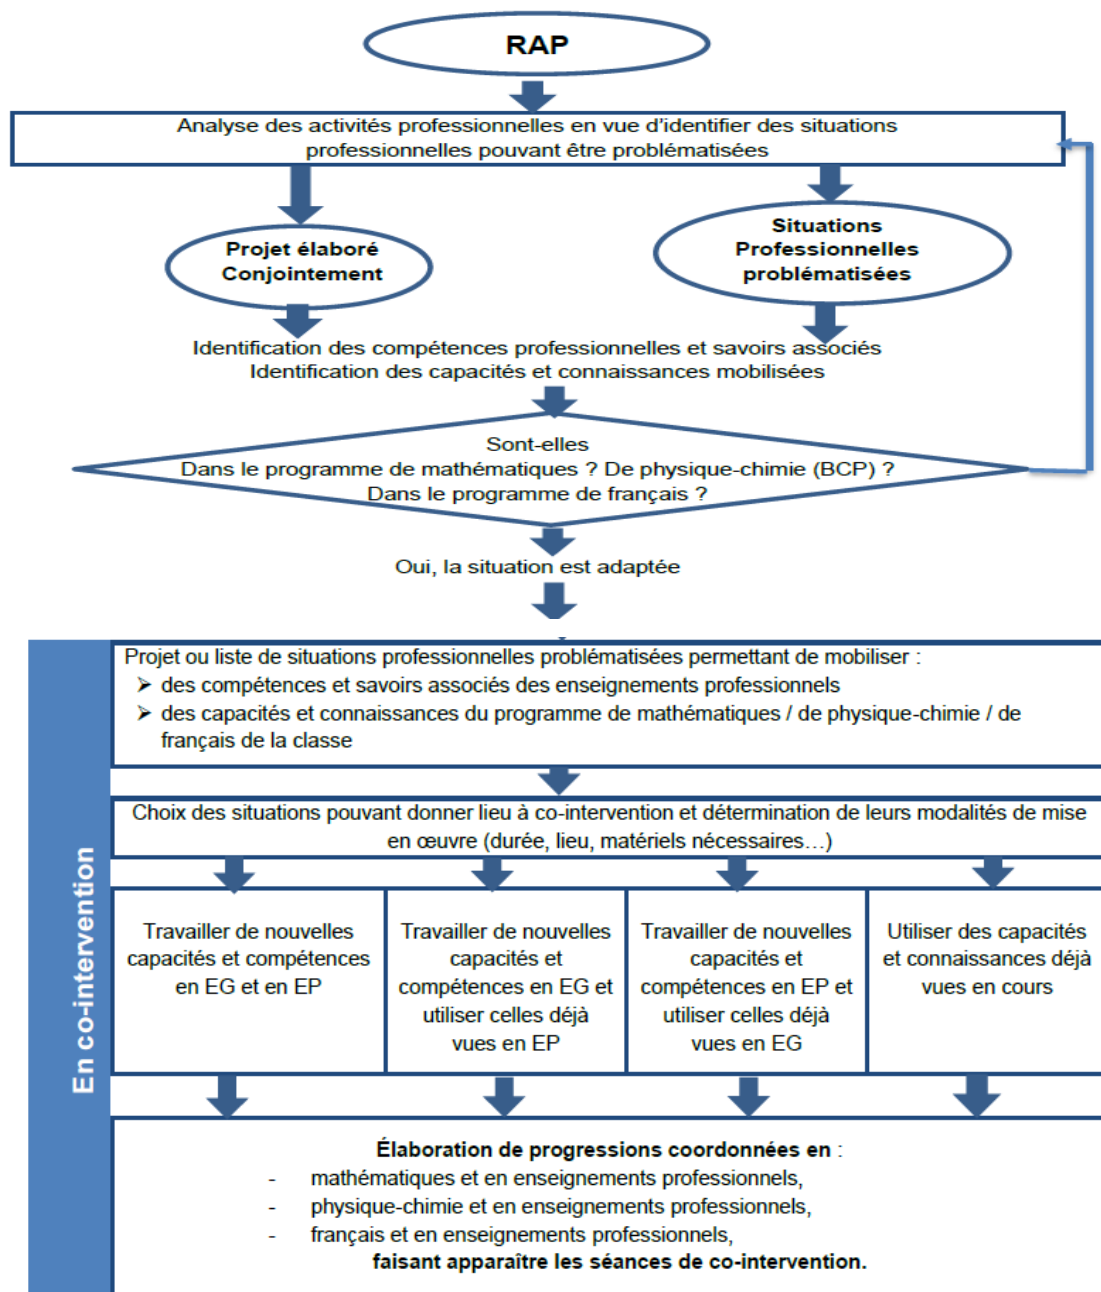 RAP
Analyse des activités professionnelles en vue d'identifier des situations
professionnelles pouvant être problématisées
Projet élaboré
Conjointement
Situations
Professionnelles
problématisées
Identification des compétences professionnelles et savoirs associés
Identification des capacités et connaissances mobilisées
Sont-elles
Dans le programme de mathématiques ? De physique-chimie (BCP) ?
Dans le programme de français ?
Oui, la situation est adaptée
En co-intervention
Projet ou liste de situations professionnelles problématisées permettant de mobiliser :
➢ des compétences et savoirs associés des enseignements professionnels
➢ des capacités et connaissances du programme de mathématiques / de physique-chimie / de
français de la classe
Choix des situations pouvant donner lieu à co-intervention et détermination de leurs modalités de mise
en œuvre (durée, lieu, matériels nécessaires…)
Travailler de nouvelles
capacités et compétences
en EG et en EP
Travailler de nouvelles
capacités et
compétences en EG et
utiliser celles déjà
vues en EP
Travailler de nouvelles
capacités et
compétences en EP et
utiliser celles déjà
vues en EG
Utiliser des capacités
et connaissances déjà
vues en cours
Élaboration de progressions coordonnées en :
- mathématiques et en enseignements professionnels,
- physique-chimie et en enseignements professionnels,
- français et en enseignements professionnels,
faisant apparaître les séances de co-intervention.